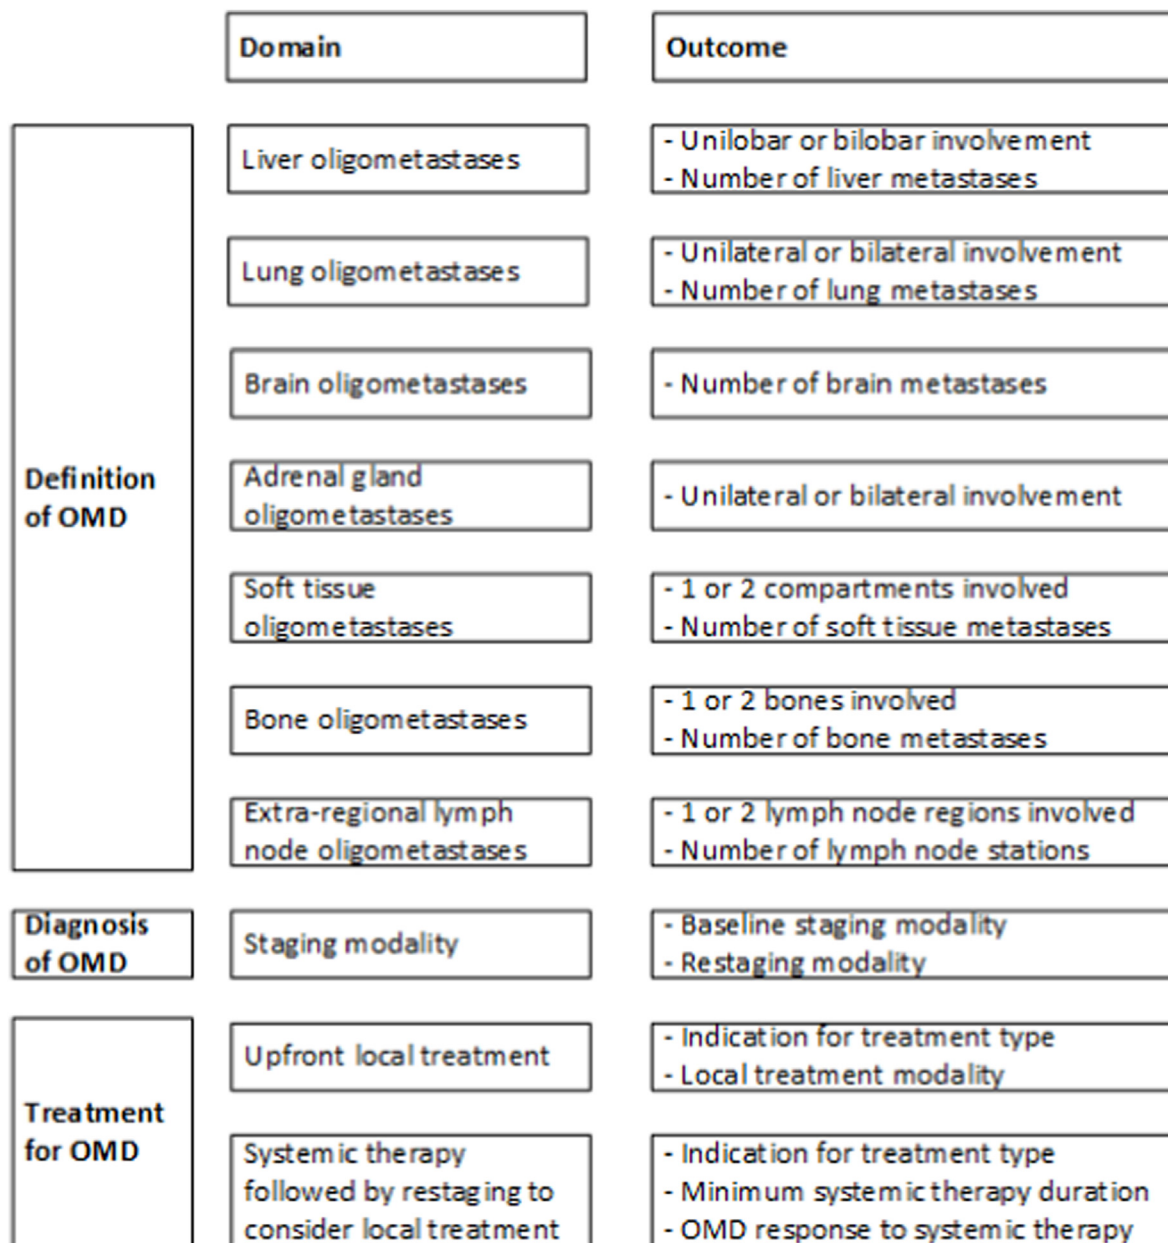 Domain
Outcome
Definition
of OMD
Liver oligometastases
- Unilobar or bilobar involvement
- Number of liver metastases
Lung oligometastases
- Unilateral or bilateral involvement
- Number of lung metastases
Brain oligometastases
- Number of brain metastases
Adrenal gland
oligometastases
- Unilateral or bilateral involvement
Soft tissue
oligometastases
- 1 or 2 compartments involved
- Number of soft tissue metastases
Bone oligometastases
- 1 or 2 bones involved
- Number of bone metastases
Extra-regional lymph
node oligometastases
- 1 or 2 lymph node regions involved
- Number of lymph node stations
Diagnosis
of OMD
Staging modality
- Baseline staging modality
- Restaging modality
Treatment
for OMD
Upfront local treatment
- Indication for treatment type
- Local treatment modality
Systemic therapy
followed by restaging to
consider local treatment
- Indication for treatment type
- Minimum systemic therapy duration
- OMD response to systemic therapy